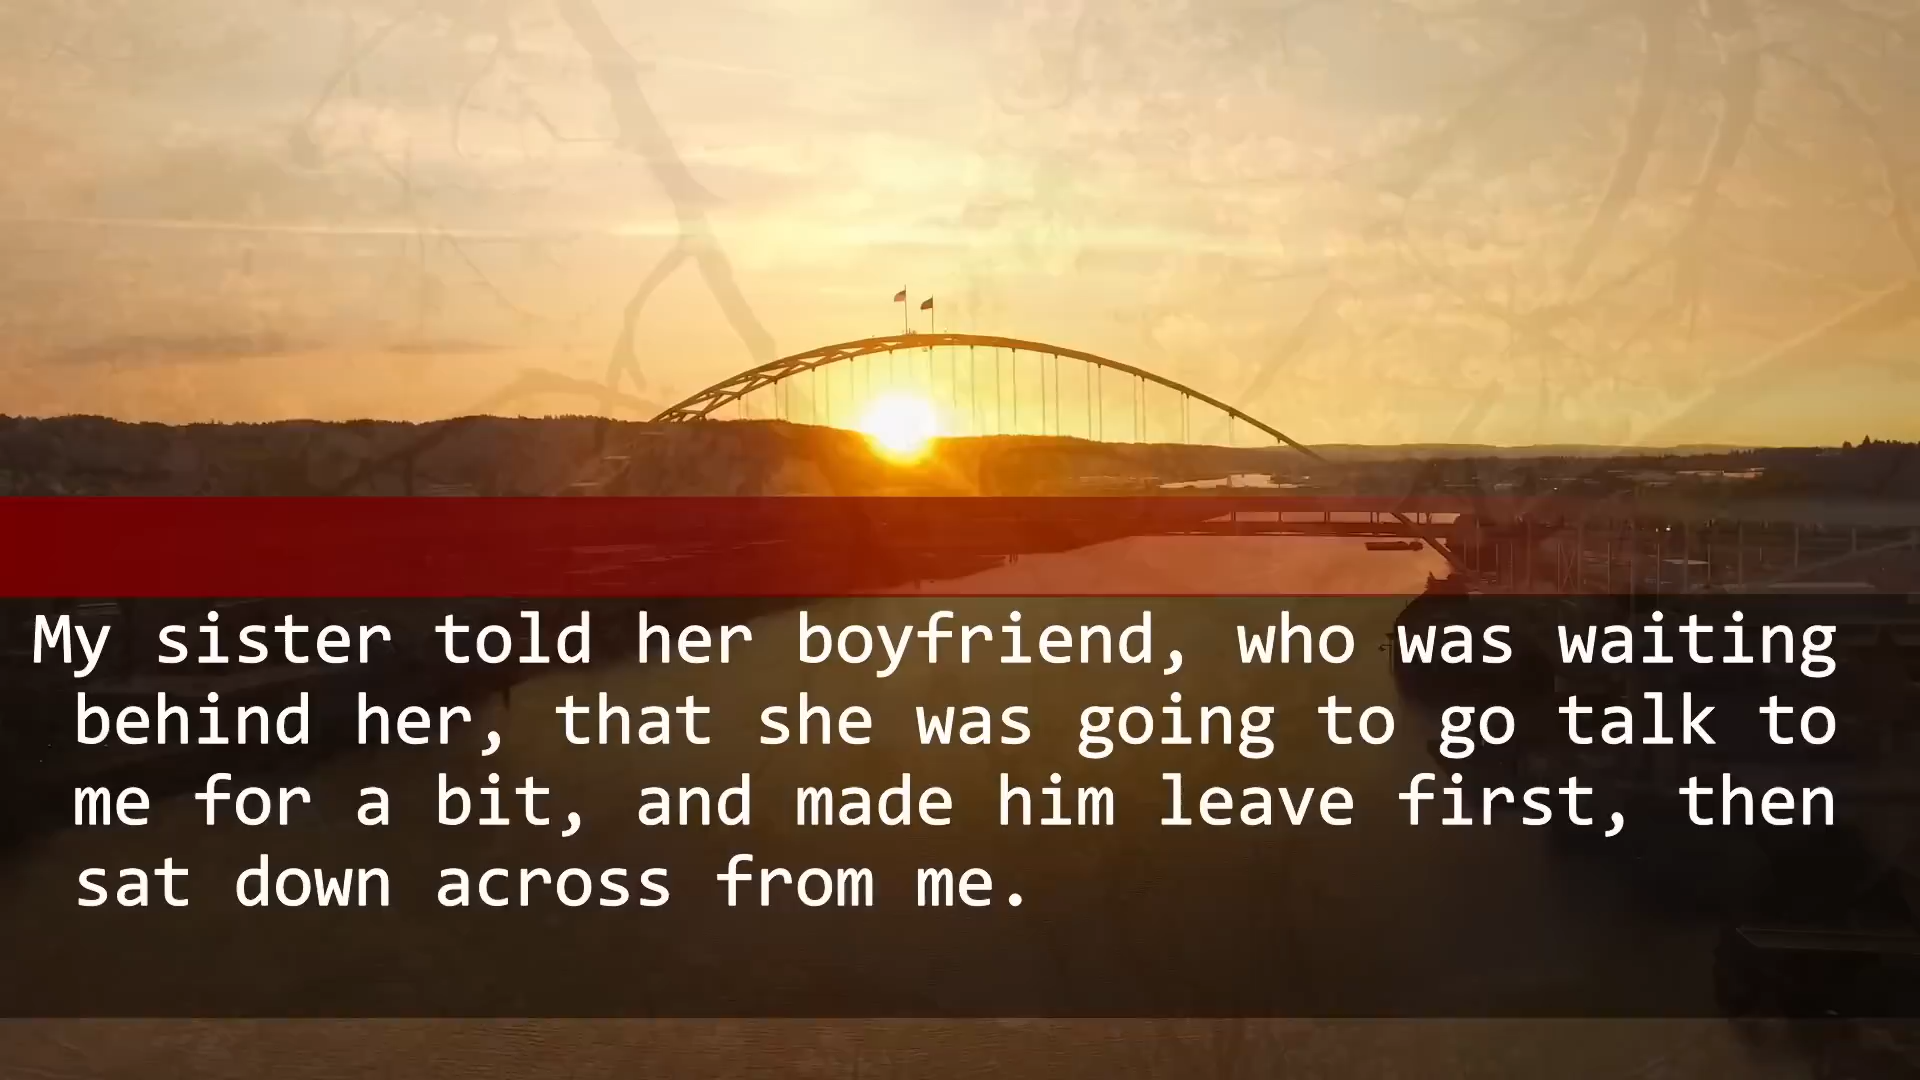 My sister told her boyfriend, who was waiting
behind her, that she was going to go talk to
me for a bit, and made him leave first, then
sat down across from me.